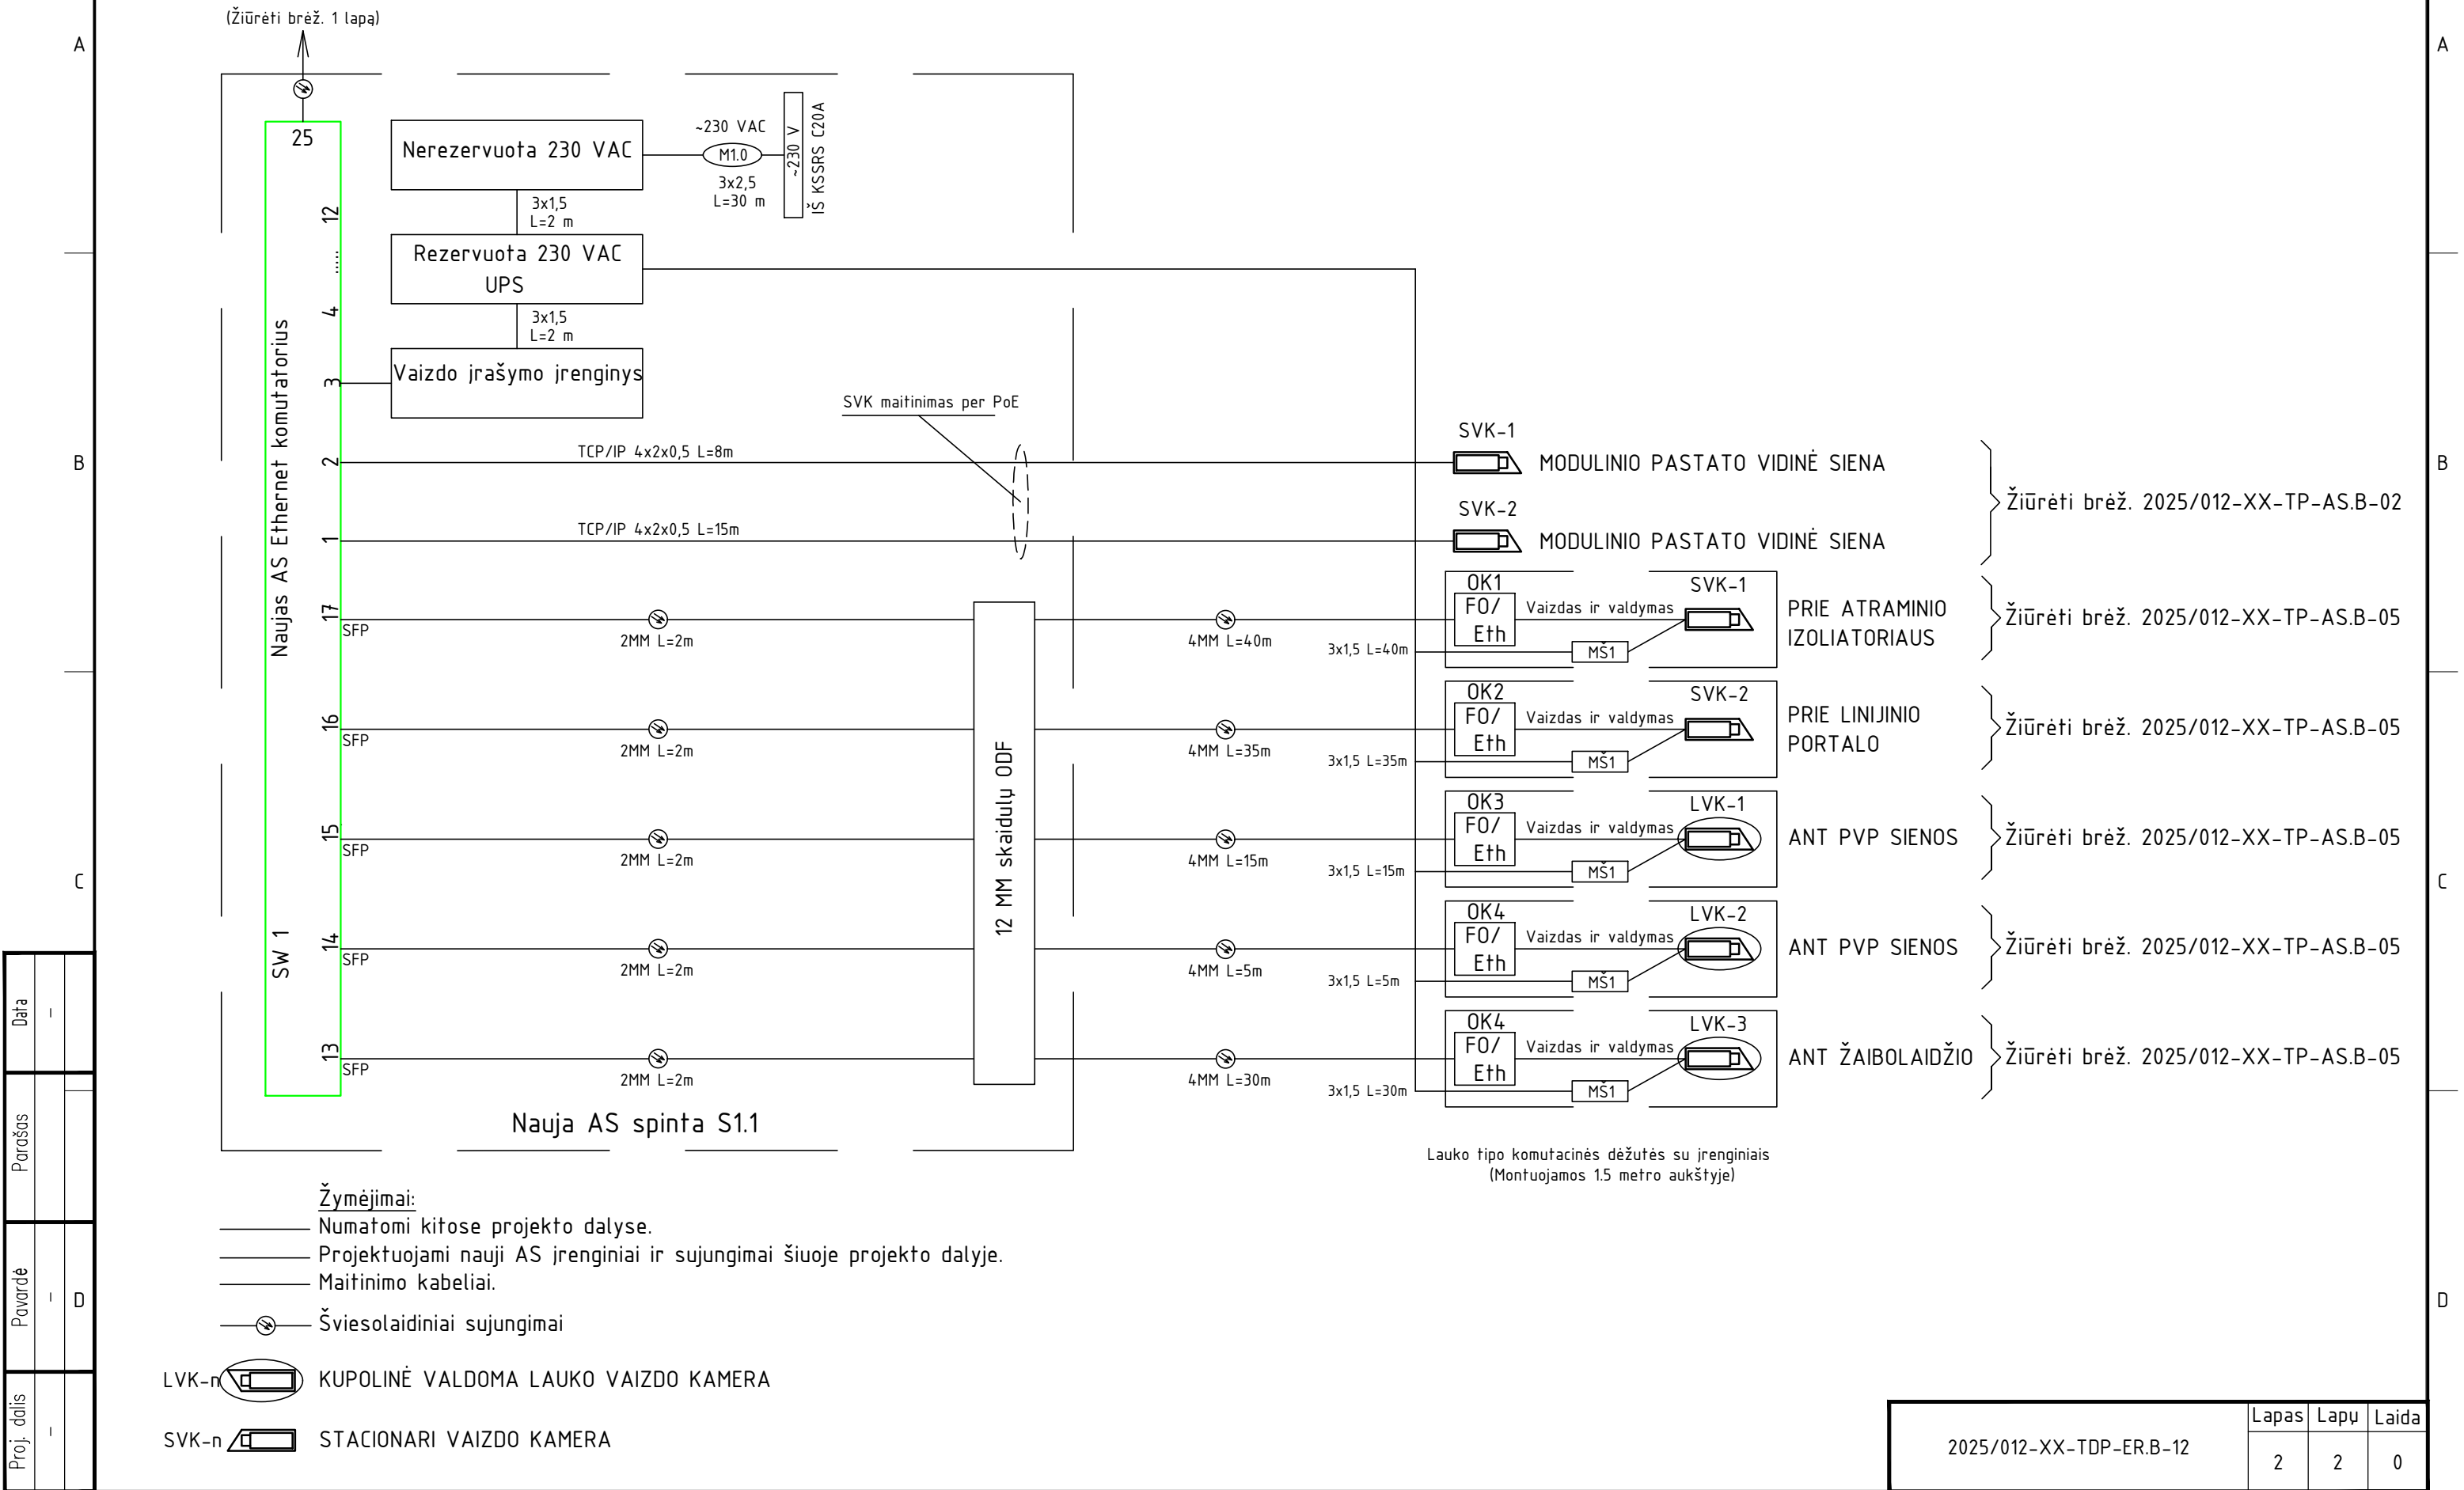 (Žiūrėti brėž. 1 lapą)
A
A
25
Nerezervuota 230 VAC
~230 VAC
M1.0
3x2,5
L=30 m
~230 V
IŠ KSSRS C20A
3x1,5
L=2 m
12
.....
4
3
Rezervuota 230 VAC
UPS
3x1,5
L=2 m
Vaizdo įrašymo įrenginys
Naujas AS Ethernet komutatorius
SVK maitinimas per PoE
B
B
2
TCP/IP 4x2x0,5 L=8m
SVK-1
MODULINIO PASTATO VIDINĖ SIENA
1
TCP/IP 4x2x0,5 L=15m
SVK-2
MODULINIO PASTATO VIDINĖ SIENA
Žiūrėti brėž. 2025/012-XX-TP-AS.B-02
17
SFP
2MM L=2m
4MM L=40m
3x1,5 L=40m
OK1
FO/
Eth
Vaizdas ir valdymas
MŠ1
SVK-1
PRIE ATRAMINIO
IZOLIATORIAUS
Žiūrėti brėž. 2025/012-XX-TP-AS.B-05
16
SFP
2MM L=2m
4MM L=35m
3x1,5 L=35m
OK2
FO/
Eth
Vaizdas ir valdymas
MŠ1
SVK-2
PRIE LINIJINIO
PORTALO
Žiūrėti brėž. 2025/012-XX-TP-AS.B-05
12 MM skaidulų ODF
15
SFP
2MM L=2m
4MM L=15m
3x1,5 L=15m
OK3
FO/
Eth
Vaizdas ir valdymas
MŠ1
LVK-1
ANT PVP SIENOS
Žiūrėti brėž. 2025/012-XX-TP-AS.B-05
C
C
SW 1
14
SFP
2MM L=2m
4MM L=5m
3x1,5 L=5m
OK4
FO/
Eth
Vaizdas ir valdymas
MŠ1
LVK-2
ANT PVP SIENOS
Žiūrėti brėž. 2025/012-XX-TP-AS.B-05
13
SFP
2MM L=2m
4MM L=30m
3x1,5 L=30m
OK4
FO/
Eth
Vaizdas ir valdymas
MŠ1
LVK-3
ANT ŽAIBOLAIDŽIO
Žiūrėti brėž. 2025/012-XX-TP-AS.B-05
Nauja AS spinta S1.1
Lauko tipo komutacinės dėžutės su įrenginiais
(Montuojamos 1.5 metro aukštyje)
Žymėjimai:
Numatomi kitose projekto dalyse.
Projektuojami nauji AS įrenginiai ir sujungimai šiuoje projekto dalyje.
Maitinimo kabeliai.
Šviesolaidiniai sujungimai
LVK-n
KUPOLINĖ VALDOMA LAUKO VAIZDO KAMERA
SVK-n
STACIONARI VAIZDO KAMERA
D
D
Data
-
Parašas
Pavardė
-
Proj. dalis
-
2025/012-XX-TDP-ER.B-12
Lapas
Lapų
Laida
2
2
0